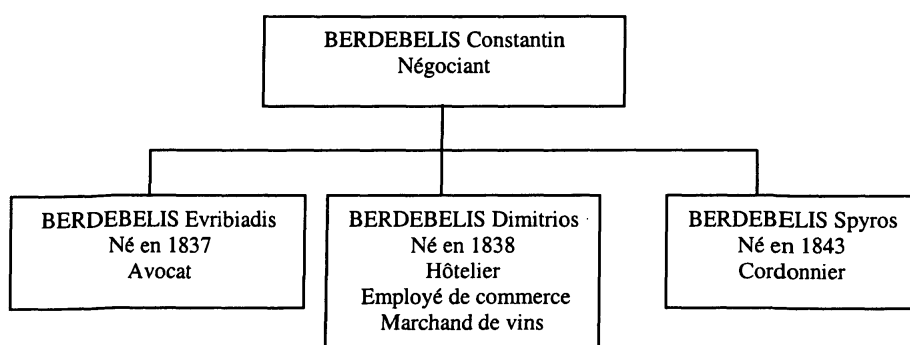 BERDEBELIS Constantin
Négociant
BERDEBELIS Evribiadis
Né en 1837
Avocat
BERDEBELIS Dimitrios
Né en 1838
Hôtelier
Employé de commerce
Marchand de vins
BERDEBELIS Spyros
Né en 1843
Cordonnier